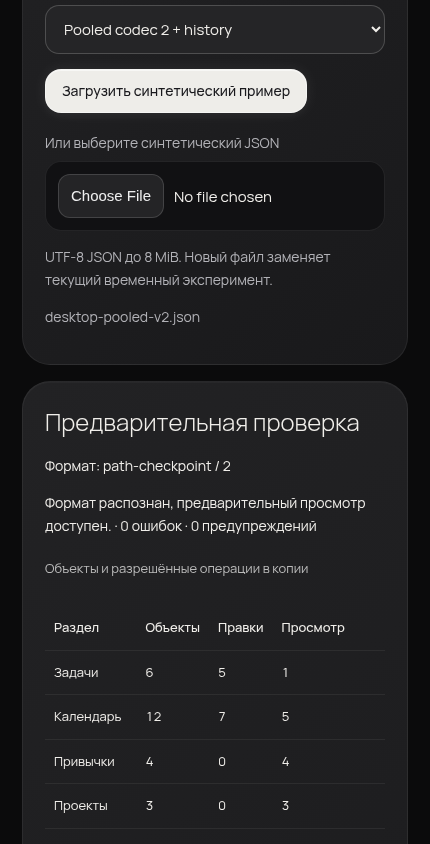 Pooled codec 2 + history
Загрузить синтетический пример
Или выберите синтетический JSON
Choose File No file chosen
UTF-8 JSON до 8 MiB. Новый файл заменяет
текущий временный эксперимент.
desktop-pooled-v2.json
Предварительная проверка
Формат: path-checkpoint / 2
Формат распознан, предварительный просмотр
доступен. · 0 ошибок · 0 предупреждений
Объекты и разрешённые операции в копии
Раздел Объекты Правки Просмотр
Задачи 6 5 1
Календарь 12 7 5
Привычки 4 0 4
Проекты 3 0 3